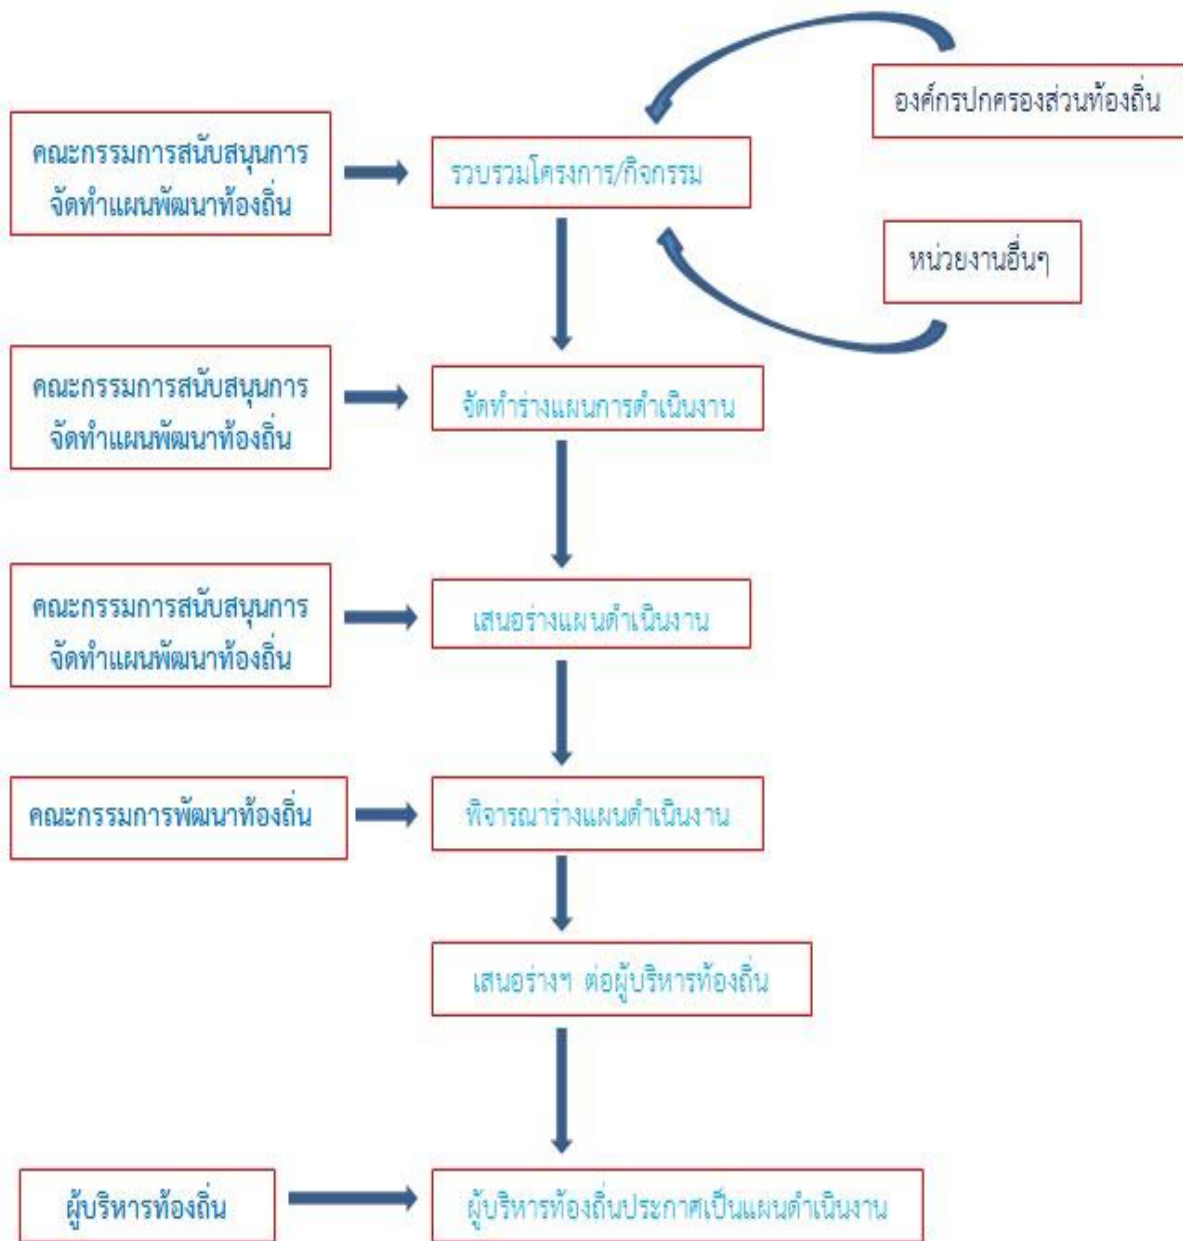 องค์กรปกครองส่วนท้องถิ่น
คณะกรรมการสนับสนุนการ
จัดทำแผนพัฒนาท้องถิ่น
รวบรวมโครงการ/กิจกรรม
หน่วยงานอื่นๆ
คณะกรรมการสนับสนุนการ
จัดทำแผนพัฒนาท้องถิ่น
จัดทำร่างแผนการดำเนินงาน
คณะกรรมการสนับสนุนการ
จัดทำแผนพัฒนาท้องถิ่น
เสนอร่างแผนดำเนินงาน
คณะกรรมการพัฒนาท้องถิ่น
พิจารณาร่างแผนดำเนินงาน
เสนอร่างฯ ต่อผู้บริหารท้องถิ่น
ผู้บริหารท้องถิ่น
ผู้บริหารท้องถิ่นประกาศเป็นแผนดำเนินงาน